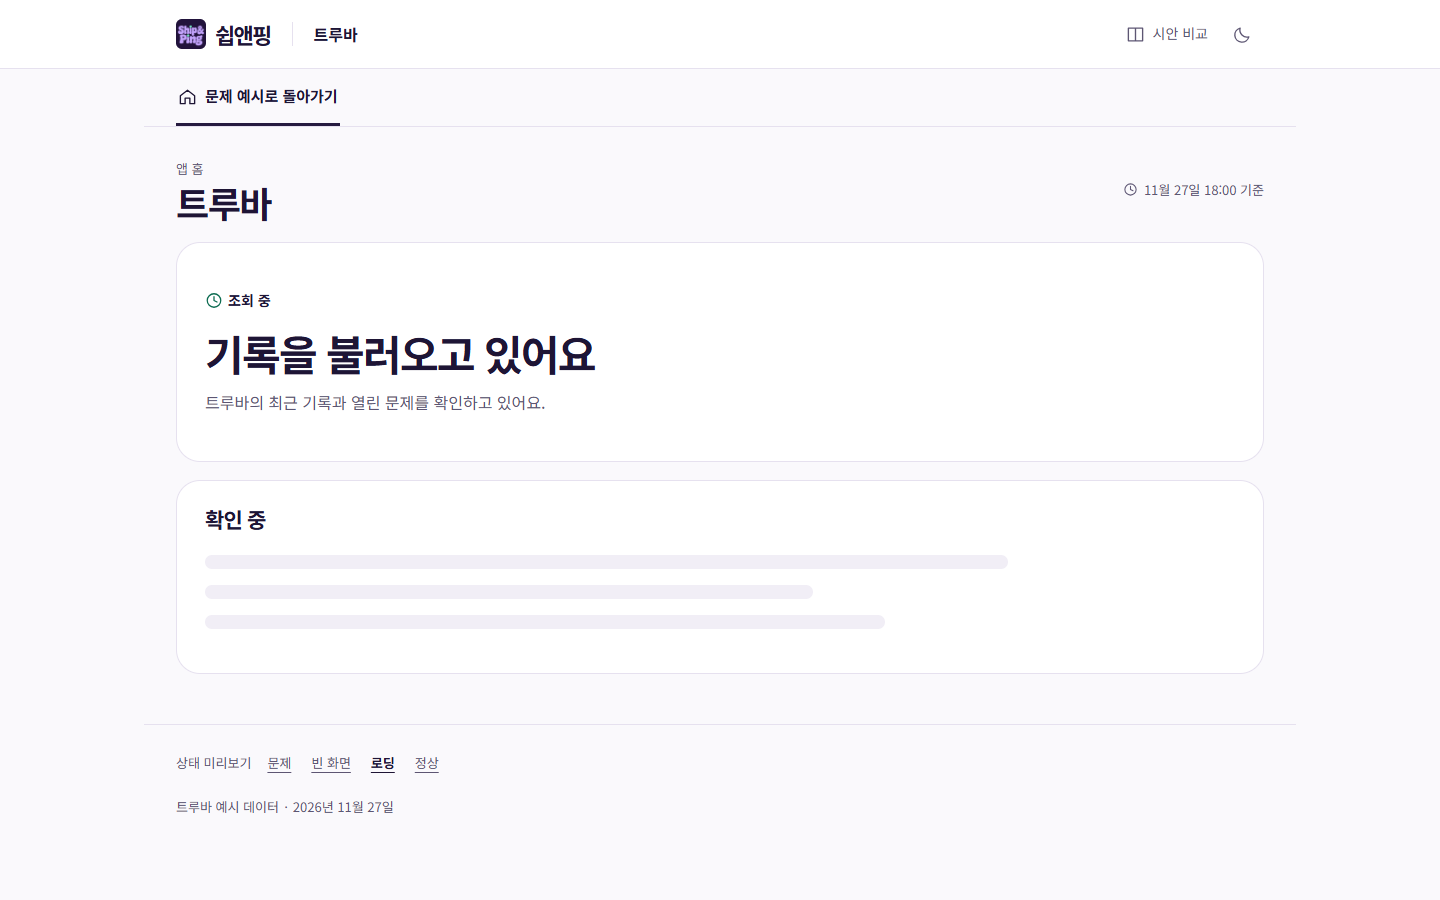 Ship& Ping
쉽앤핑
트루바
시안 비교
문제 예시로 돌아가기
앱 홈
트루바
11월 27일 18:00 기준
조회 중
기록을 불러오고 있어요
트루바의 최근 기록과 열린 문제를 확인하고 있어요.
확인 중
상태 미리보기 문제 빈 화면 로딩 정상
트루바 예시 데이터 · 2026년 11월 27일